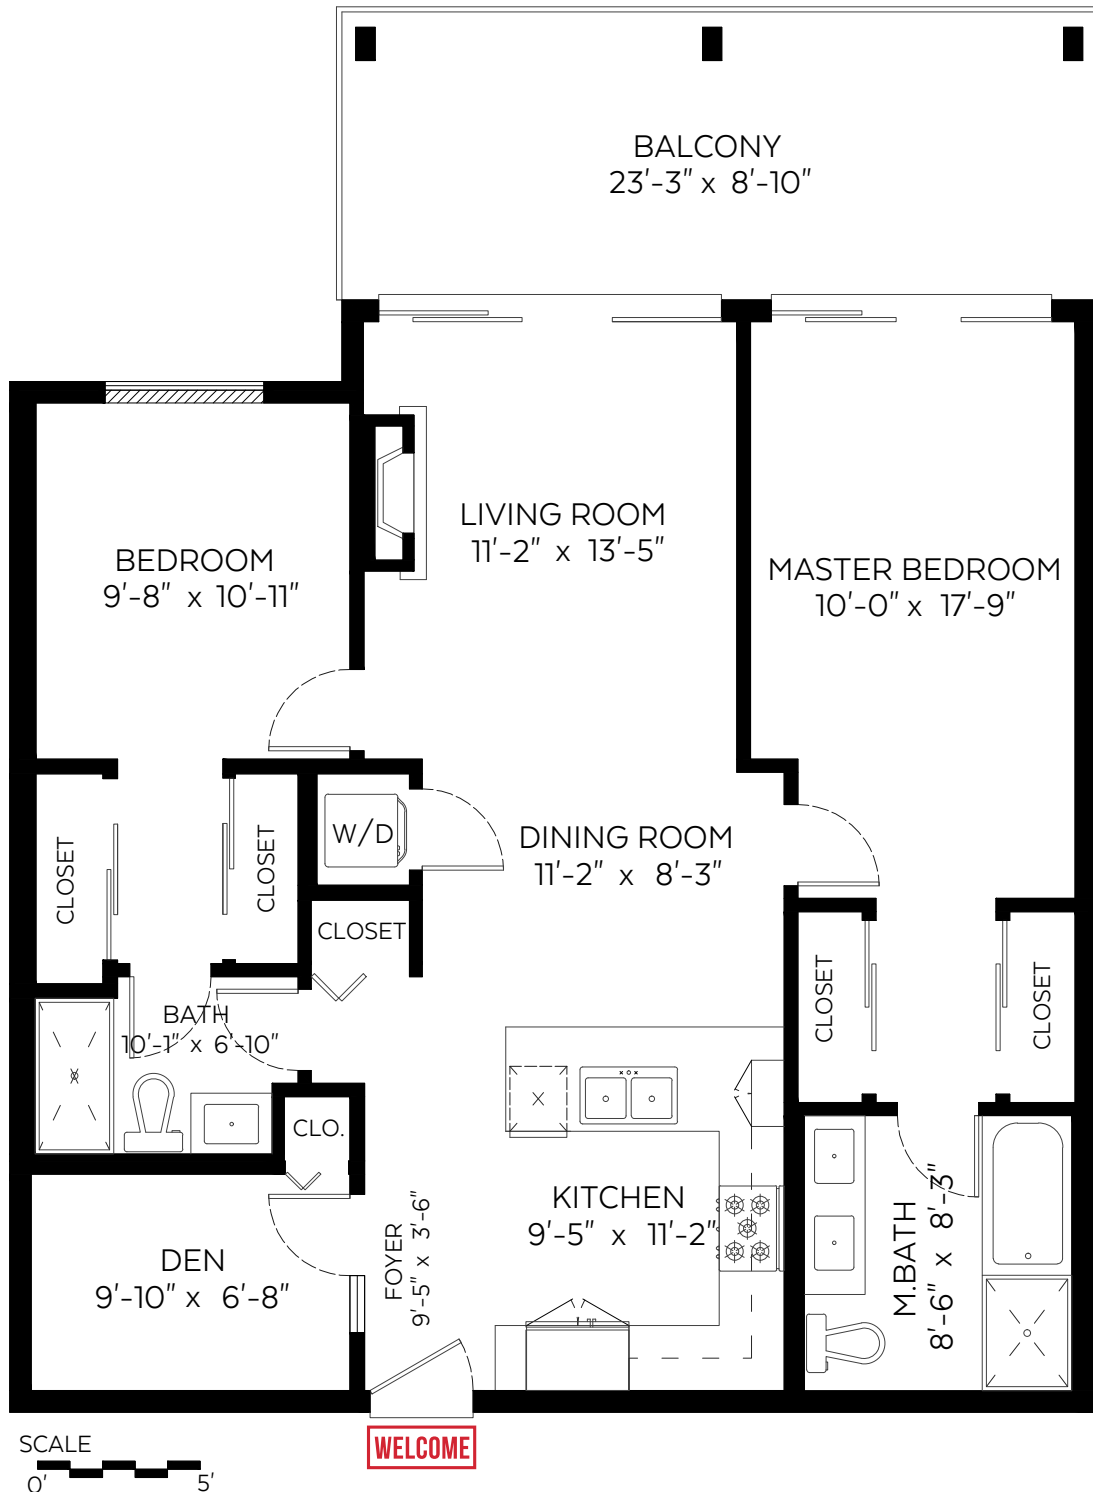 BALCONY
23'-3" x 8'-10"
LIVING ROOM
11'-2" x 13'-5"
BEDROOM
9'-8" x 10'-11"
MASTER BEDROOM
10'-0" x 17'-9"
W/D
DINING ROOM
11'-2" x 8'-3"
CLOSET
CLOSET
CLOSET
CLOSET
CLOSET
BATH
10'-1" x 6'-10"
CLO.
KITCHEN
9'-5" x 11'-2"
FOYER
9'-5" x 3'-6"
M.BATH
8'-6" x 8'-3"
DEN
9'-10" x 6'-8"
WELCOME
SCALE
0' 5'